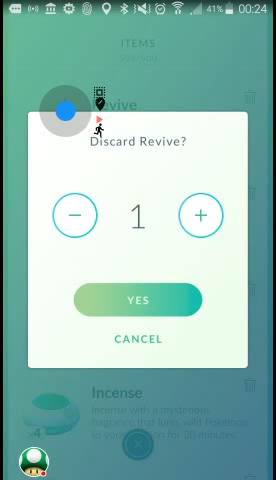 41% 00:24
ITEMS
Revive
Discard Revive?
− 1 +
YES
CANCEL
Incense
Incense with a mysterious
fragrance that lures wild Pokémon
to your location for 30 minutes.
×4